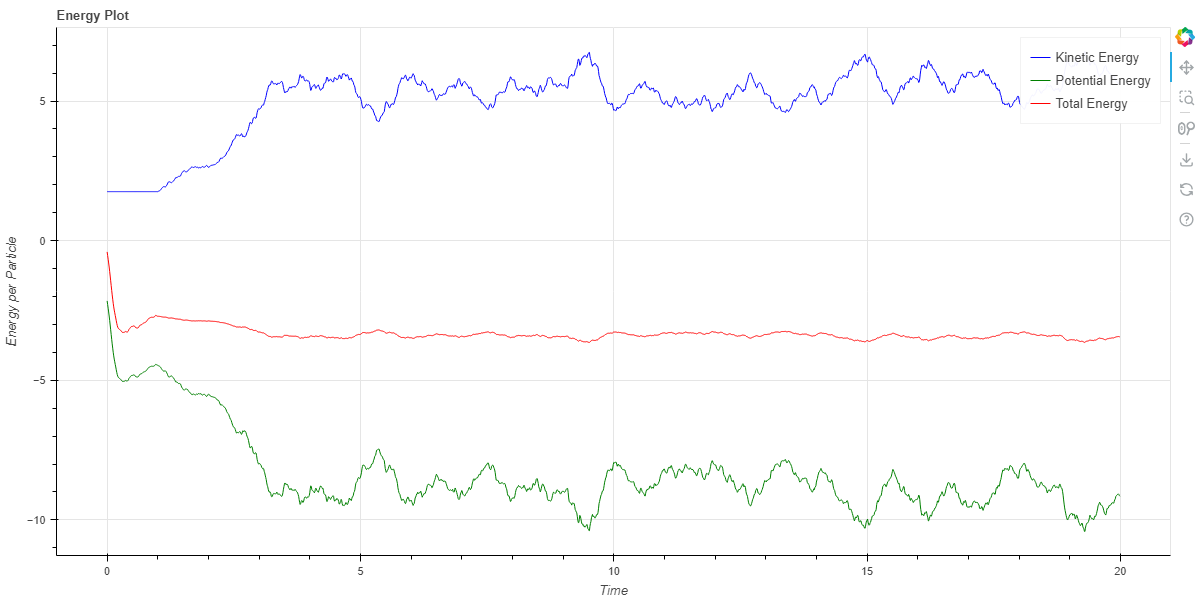 Energy Plot
Kinetic Energy
Potential Energy
Total Energy
5
0
−5
−10
Energy per Particle
0
5
10
15
20
Time